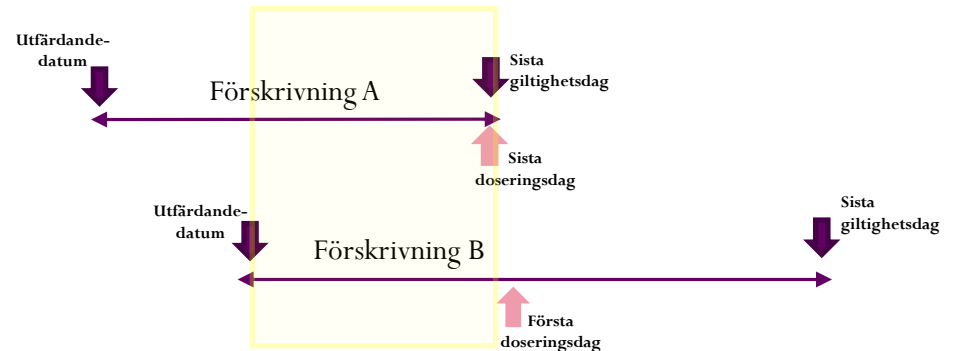 Utfärdande-
datum
Förskrivning A
Sista
giltighetsdag
Sista
doseringsdag
Utfärdande-
datum
Förskrivning B
Sista
giltighetsdag
Första
doseringsdag